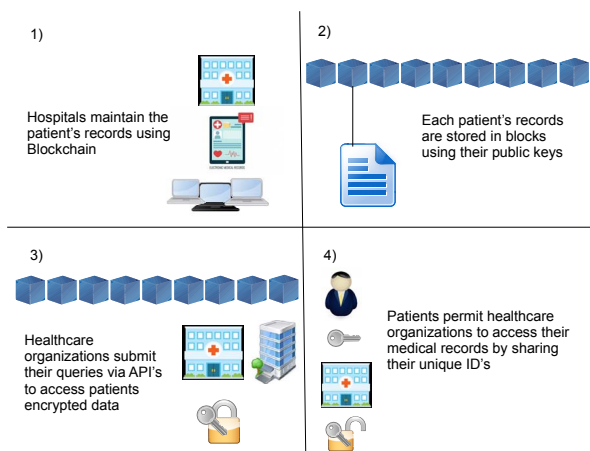 1)
Hospitals maintain the
patient's records using
Blockchain
2)
Each patient's records
are stored in blocks
using their public keys
3)
Healthcare
organizations submit
their queries via API's
to access patients
encrypted data
4)
Patients permit healthcare
organizations to access their
medical records by sharing
their unique ID's